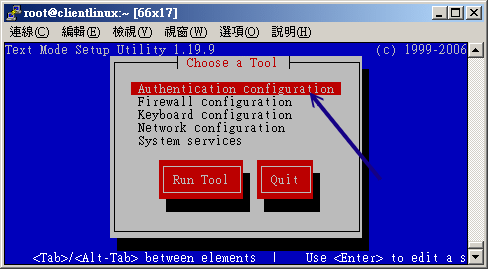 root@clientlinux:~ [66x17]
連線(C) 編輯(E) 檢視(V) 視窗(W) 選項(O) 說明(H)
Text Mode Setup Utility 1.19.9 (c) 1999-2006
Choose a Tool
Authentication configuration
Firewall configuration
Keyboard configuration
Network configuration
System services
Run Tool Quit
<Tab>/<Alt-Tab> between elements | Use <Enter> to edit a s